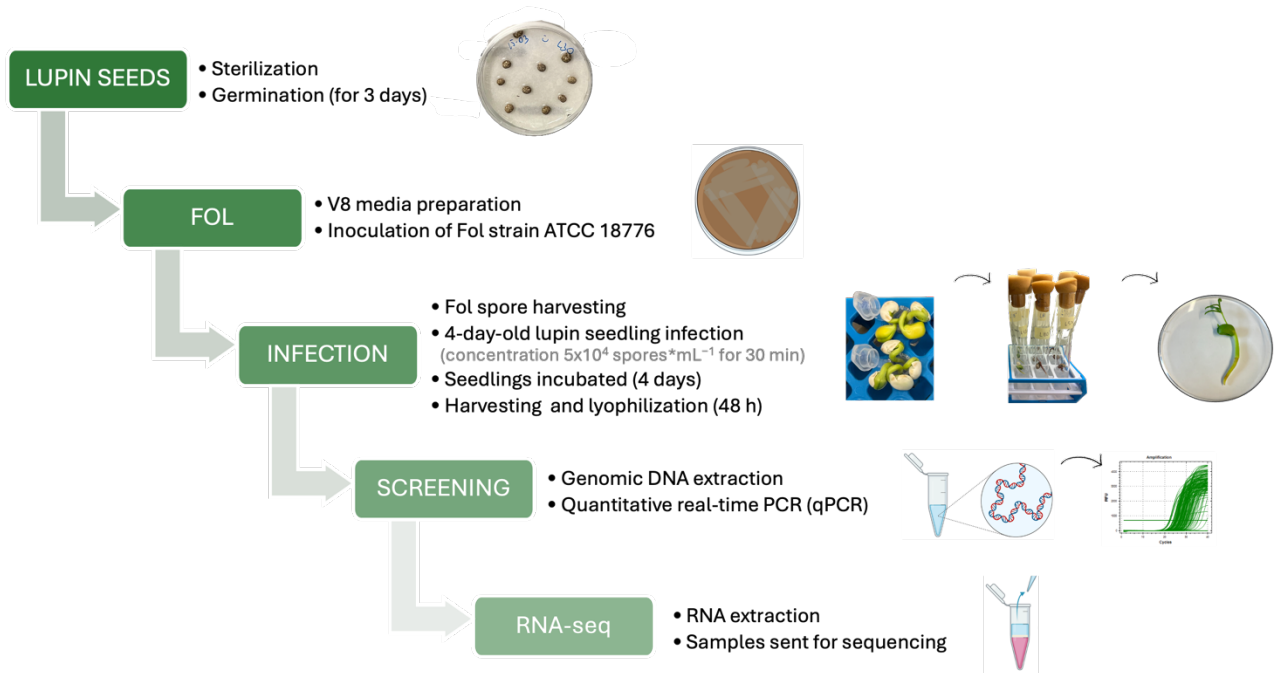 LUPIN SEEDS
• Sterilization
• Germination (for 3 days)
FOL
• V8 media preparation
• Inoculation of Fol strain ATCC 18776
INFECTION
• Fol spore harvesting
• 4-day-old lupin seedling infection
(concentration 5x10⁴ spores*mL⁻¹ for 30 min)
• Seedlings incubated (4 days)
• Harvesting and lyophilization (48 h)
SCREENING
• Genomic DNA extraction
• Quantitative real-time PCR (qPCR)
Amplification
Cycles
RNA-seq
• RNA extraction
• Samples sent for sequencing